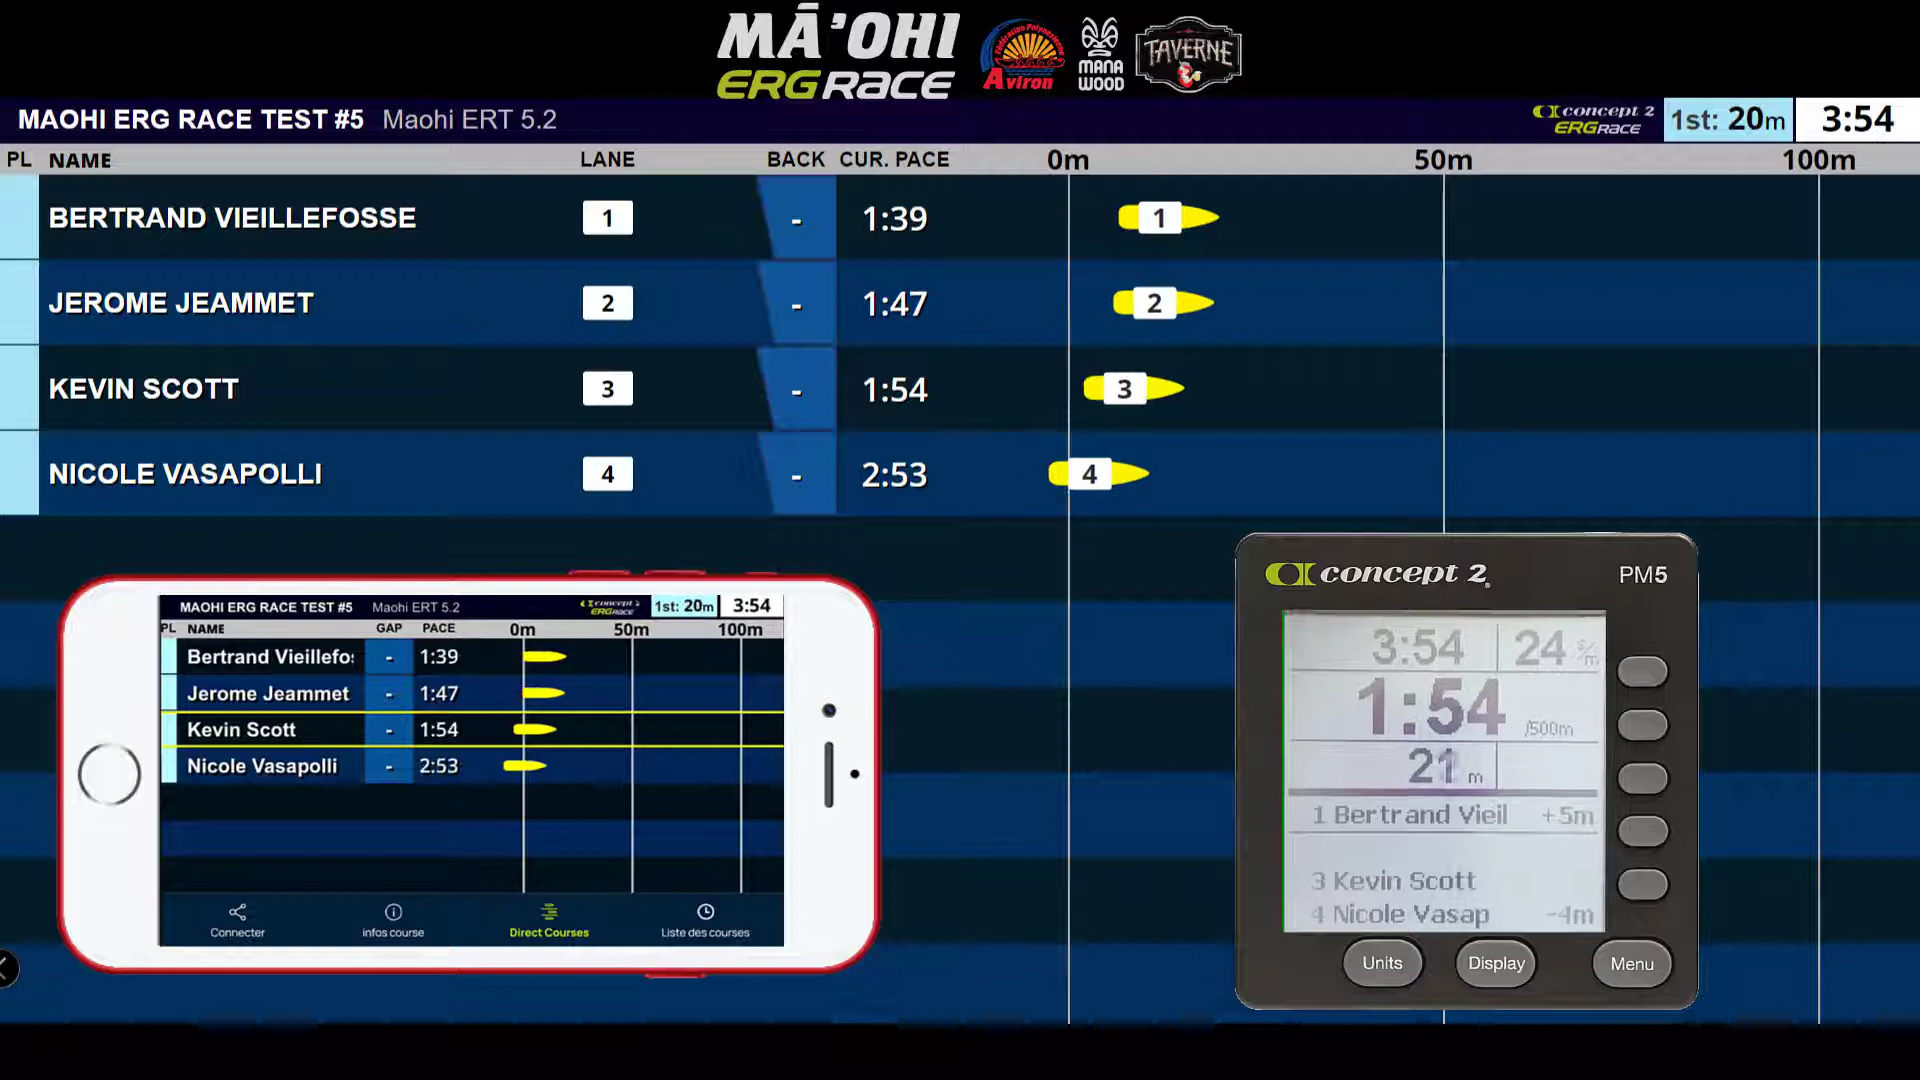 MĀ’OHI
ERGRACE
Fédération Polynésienne
Aviron
MANA
WOOD
TAVERNE
MAOHI ERG RACE TEST #5 Maohi ERT 5.2
concept 2
ERGRACE
1st: 20m
3:54
PL NAME LANE BACK CUR. PACE 0m 50m 100m
BERTRAND VIEILLEFOSSE 1 - 1:39 1
JEROME JEAMMET 2 - 1:47 2
KEVIN SCOTT 3 - 1:54 3
NICOLE VASAPOLLI 4 - 2:53 4
MAOHI ERG RACE TEST #5 Maohi ERT 5.2
concept 2
ERGRACE
1st: 20m
3:54
PL NAME GAP PACE 0m 50m 100m
Bertrand Vieillefo - 1:39
Jerome Jeammet - 1:47
Kevin Scott - 1:54
Nicole Vasapolli - 2:53
Connecter infos course Direct Courses Liste des courses
concept 2 PM5
3:54 24 s/m
1:54 /500m
21 m
1 Bertrand Vieil +5m
3 Kevin Scott
4 Nicole Vasap -4m
Units Display Menu